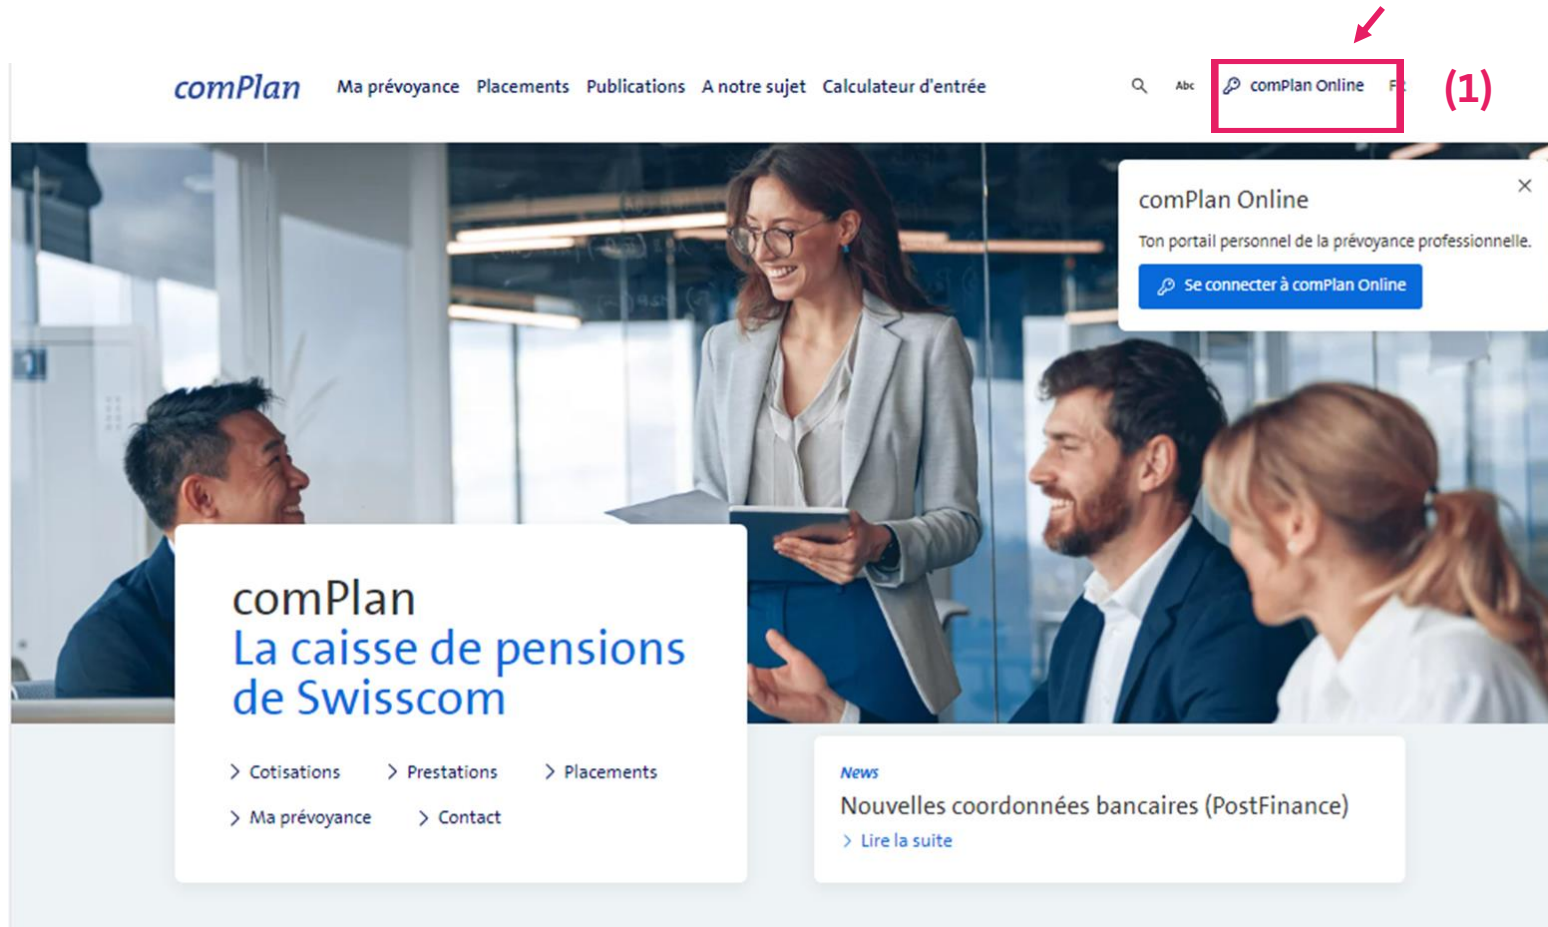 comPlan Ma prévoyance Placements Publications A notre sujet Calculateur d'entrée Abc comPlan Online (1)
comPlan Online
Ton portail personnel de la prévoyance professionnelle.
Se connecter à comPlan Online
comPlan
La caisse de pensions
de Swisscom
Cotisations Prestations Placements
Ma prévoyance Contact
News
Nouvelles coordonnées bancaires (PostFinance)
Lire la suite